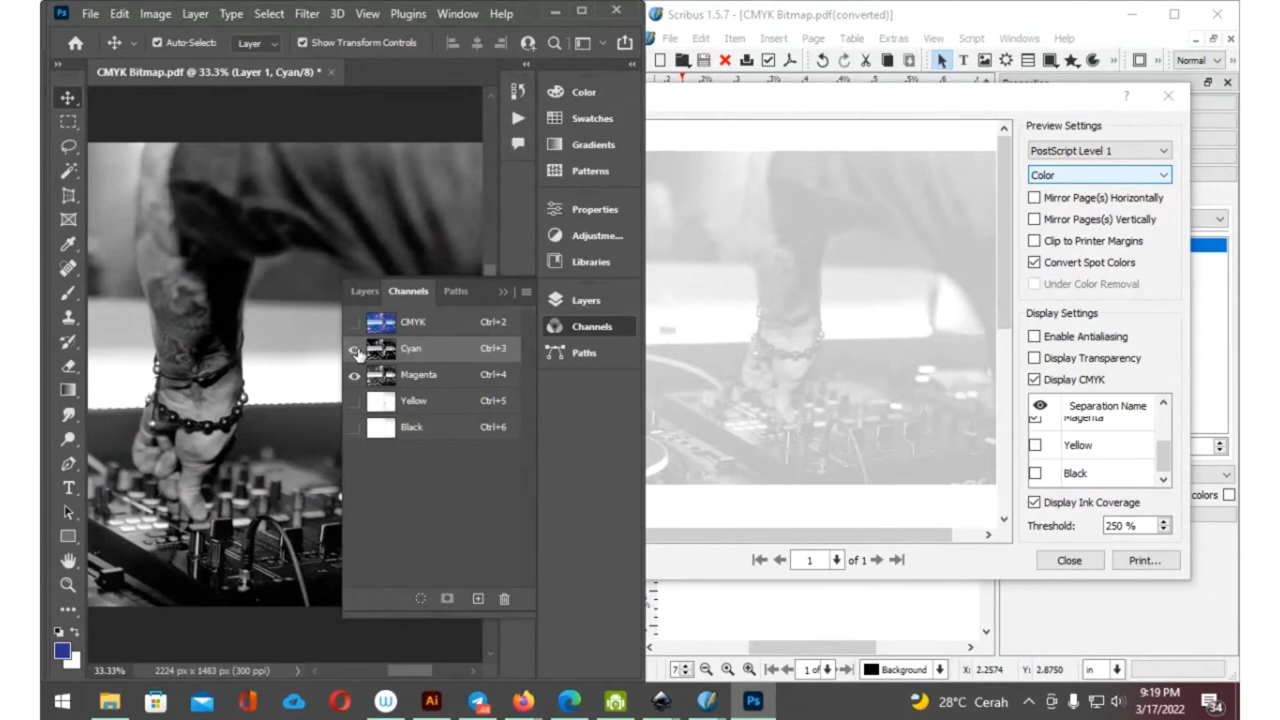 Ps File Edit Image Layer Type Select Filter 3D View Plugins Window Help
Auto-Select: Layer Show Transform Controls
CMYK Bitmap.pdf @ 33.3% (Layer 1, Cyan/8) *
Color
Swatches
Gradients
Patterns
Properties
Adjustme...
Libraries
Layers
Channels
Paths
Layers Channels Paths
CMYK Ctrl+2
Cyan Ctrl+3
Magenta Ctrl+4
Yellow Ctrl+5
Black Ctrl+6
33.33% 2224 px x 1483 px (300 ppi)
Scribus 1.5.7 - [CMYK Bitmap.pdf(converted)]
File Edit Item Insert Page Table Extras View Script Windows Help
Normal
Preview Settings
PostScript Level 1
Color
Mirror Page(s) Horizontally
Mirror Pages(s) Vertically
Clip to Printer Margins
Convert Spot Colors
Under Color Removal
Display Settings
Enable Antialiasing
Display Transparency
Display CMYK
Separation Name
Magenta
Yellow
Black
Display Ink Coverage
Threshold: 250 %
1 of 1
Close Print...
colors
1 of
Background
X: 2.2574 Y: 2.8750 in
28°C Cerah
9:19 PM
3/17/2022
34